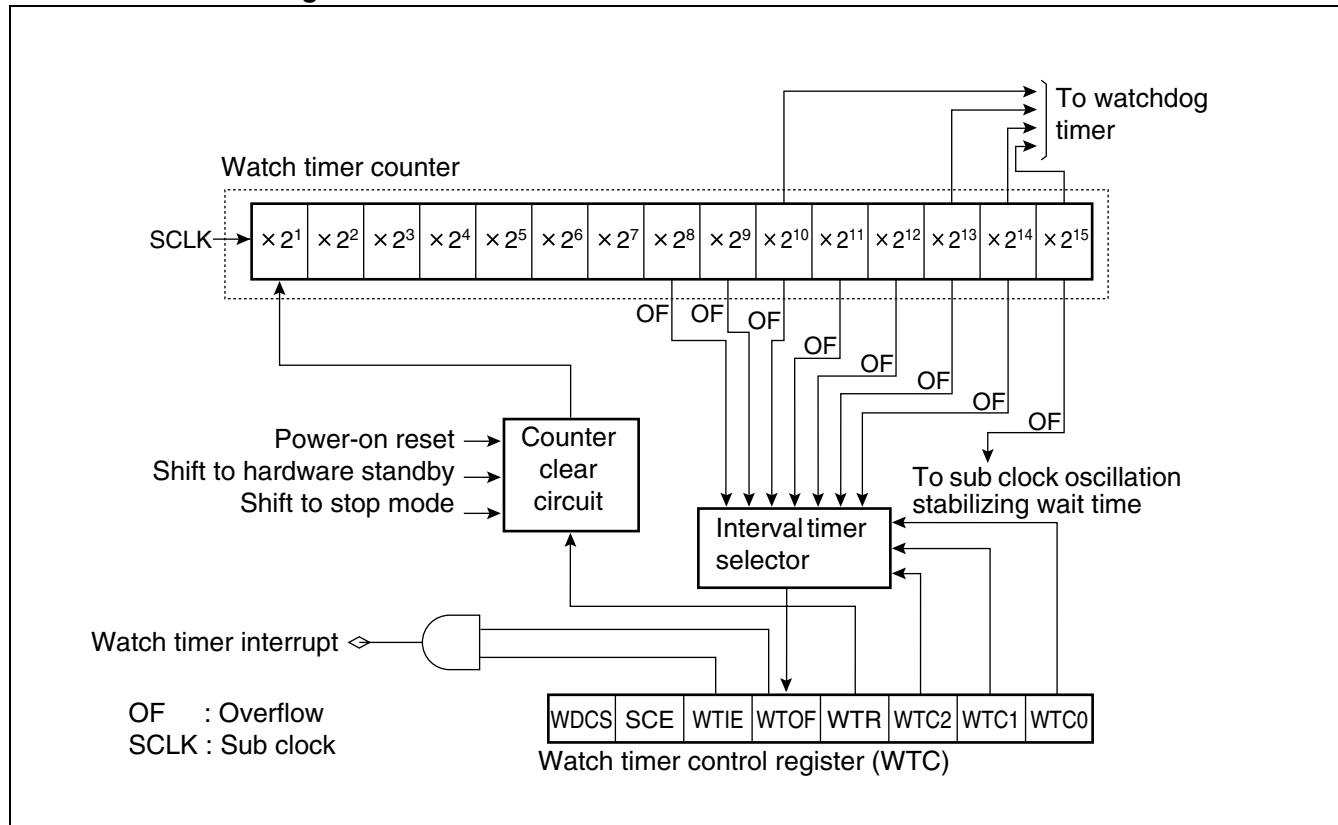 To watchdog
timer
Watch timer counter
SCLK
× 2¹ × 2² × 2³ × 2⁴ × 2⁵ × 2⁶ × 2⁷ × 2⁸ × 2⁹ × 2¹⁰ × 2¹¹ × 2¹² × 2¹³ × 2¹⁴ × 2¹⁵
OF OF OF
OF
OF
OF
OF
OF
Power-on reset
Shift to hardware standby
Shift to stop mode
Counter
clear
circuit
To sub clock oscillation
stabilizing wait time
Interval timer
selector
Watch timer interrupt
WDCS SCE WTIE WTOF WTR WTC2 WTC1 WTC0
Watch timer control register (WTC)
OF : Overflow
SCLK : Sub clock